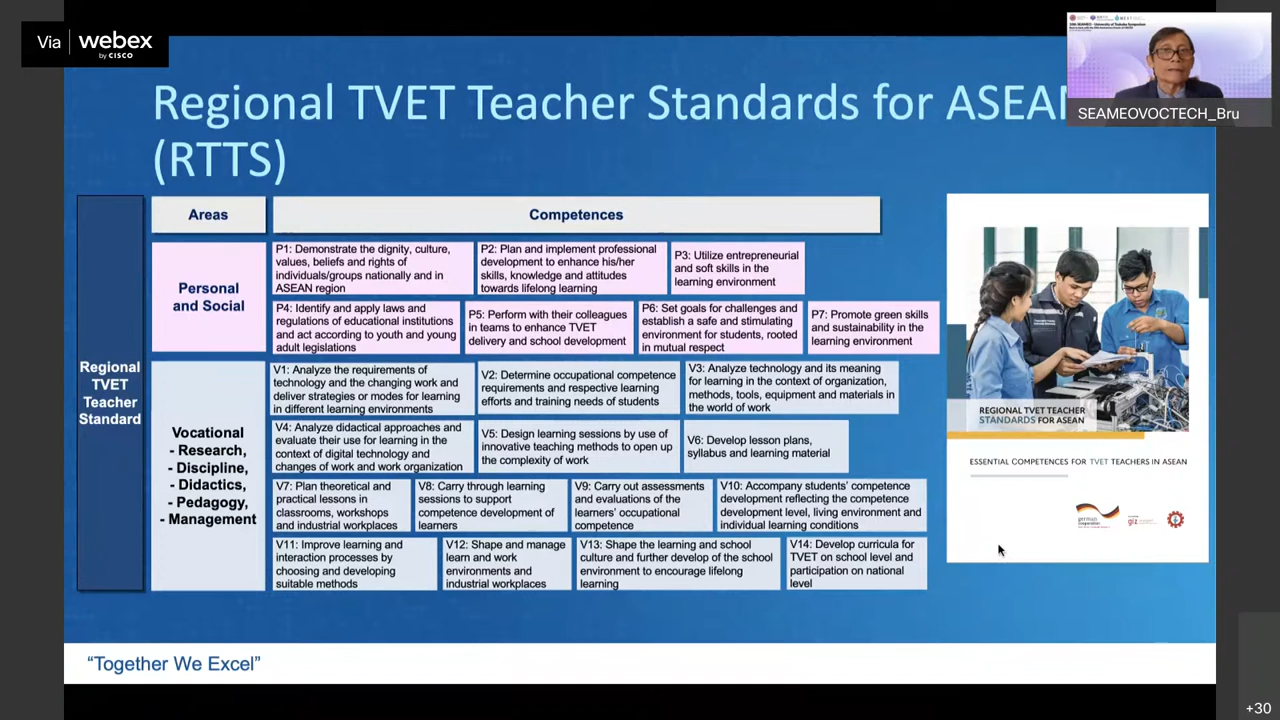 Via webex
by CISCO
SEAMEOVOCTECH_Bru
Regional TVET Teacher Standards for ASEAN
(RTTS)
Areas
Competences
Regional
TVET
Teacher
Standard
Personal
and Social
P1: Demonstrate the dignity, culture,
values, beliefs and rights of
individuals/groups nationally and in
ASEAN region
P2: Plan and implement professional
development to enhance his/her
skills, knowledge and attitudes
towards lifelong learning
P3: Utilize entrepreneurial
and soft skills in the
learning environment
P4: Identify and apply laws and
regulations of educational institutions
and act according to youth and young
adult legislations
P5: Perform with their colleagues
in teams to enhance TVET
delivery and school development
P6: Set goals for challenges and
establish a safe and stimulating
environment for students, rooted
in mutual respect
P7: Promote green skills
and sustainability in the
learning environment
Vocational
- Research,
- Discipline,
- Didactics,
- Pedagogy,
- Management
V1: Analyze the requirements of
technology and the changing work and
deliver strategies or modes for learning
in different learning environments
V2: Determine occupational competence
requirements and respective learning
efforts and training needs of students
V3: Analyze technology and its meaning
for learning in the context of organization,
methods, tools, equipment and materials in
the world of work
V4: Analyze didactical approaches and
evaluate their use for learning in the
context of digital technology and
changes of work and work organization
V5: Design learning sessions by use of
innovative teaching methods to open up
the complexity of work
V6: Develop lesson plans,
syllabus and learning material
V7: Plan theoretical and
practical lessons in
classrooms, workshops
and industrial workplaces
V8: Carry through learning
sessions to support
competence development of
learners
V9: Carry out assessments
and evaluations of the
learners' occupational
competence
V10: Accompany students' competence
development reflecting the competence
development level, living environment and
individual learning conditions
V11: Improve learning and
interaction processes by
choosing and developing
suitable methods
V12: Shape and manage
learn and work
environments and
industrial workplaces
V13: Shape the learning and school
culture and further develop of the school
environment to encourage lifelong
learning
V14: Develop curricula for
TVET on school level and
participation on national
level
REGIONAL TVET TEACHER
STANDARDS FOR ASEAN
ESSENTIAL COMPETENCES FOR TVET TEACHERS IN ASEAN
german
cooperation
giz
“Together We Excel”
+30